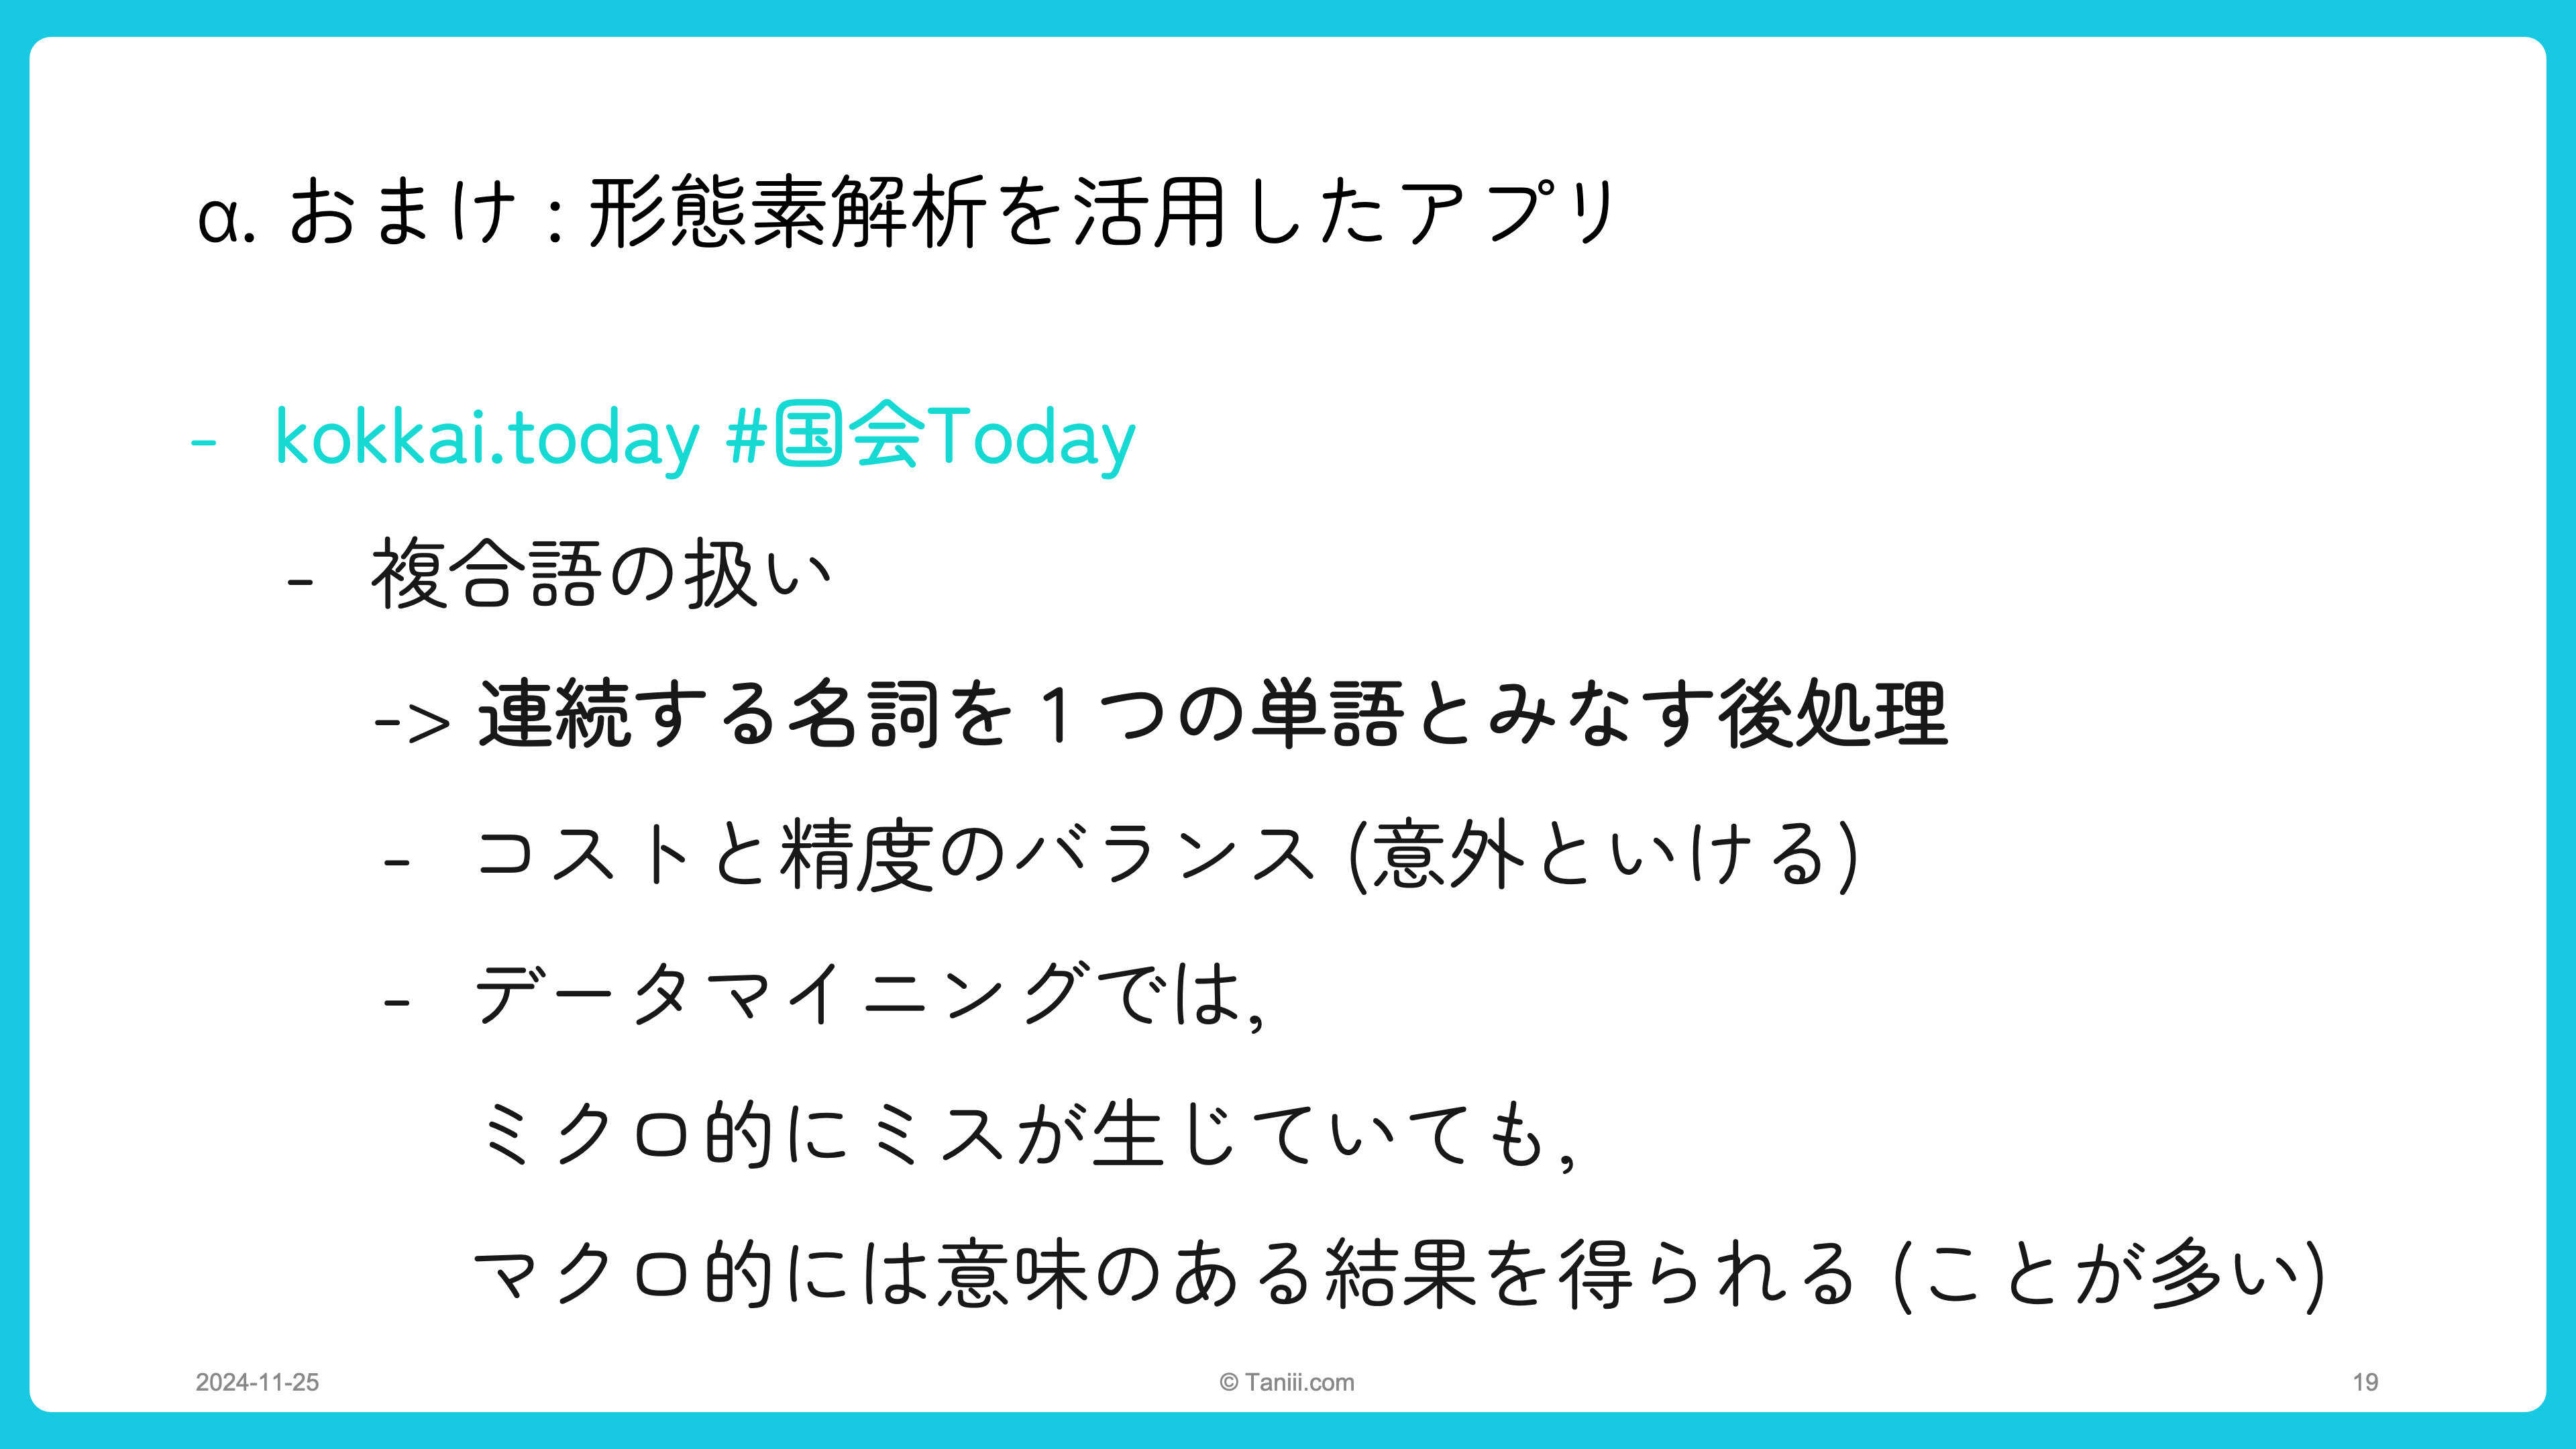 α. おまけ : 形態素解析を活用したアプリ
- kokkai.today #国会Today
- 複合語の扱い
-> 連続する名詞を１つの単語とみなす後処理
- コストと精度のバランス (意外といける)
- データマイニングでは,
ミクロ的にミスが生じていても,
マクロ的には意味のある結果を得られる (ことが多い)
2024-11-25
© Taniii.com
19